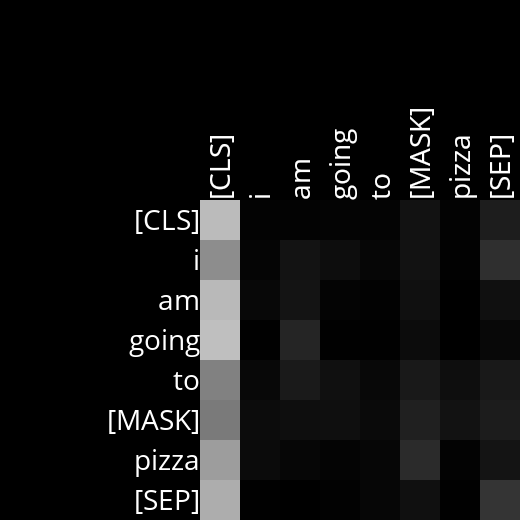 [CLS] i am going to [MASK] pizza [SEP]
[CLS]
i
am
going
to
[MASK]
pizza
[SEP]